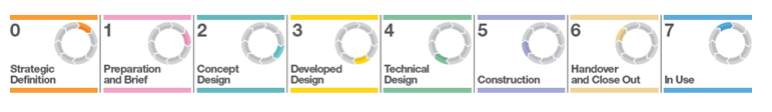 0
Strategic
Definition
1
Preparation
and Brief
2
Concept
Design
3
Developed
Design
4
Technical
Design
5
Construction
6
Handover
and Close Out
7
In Use